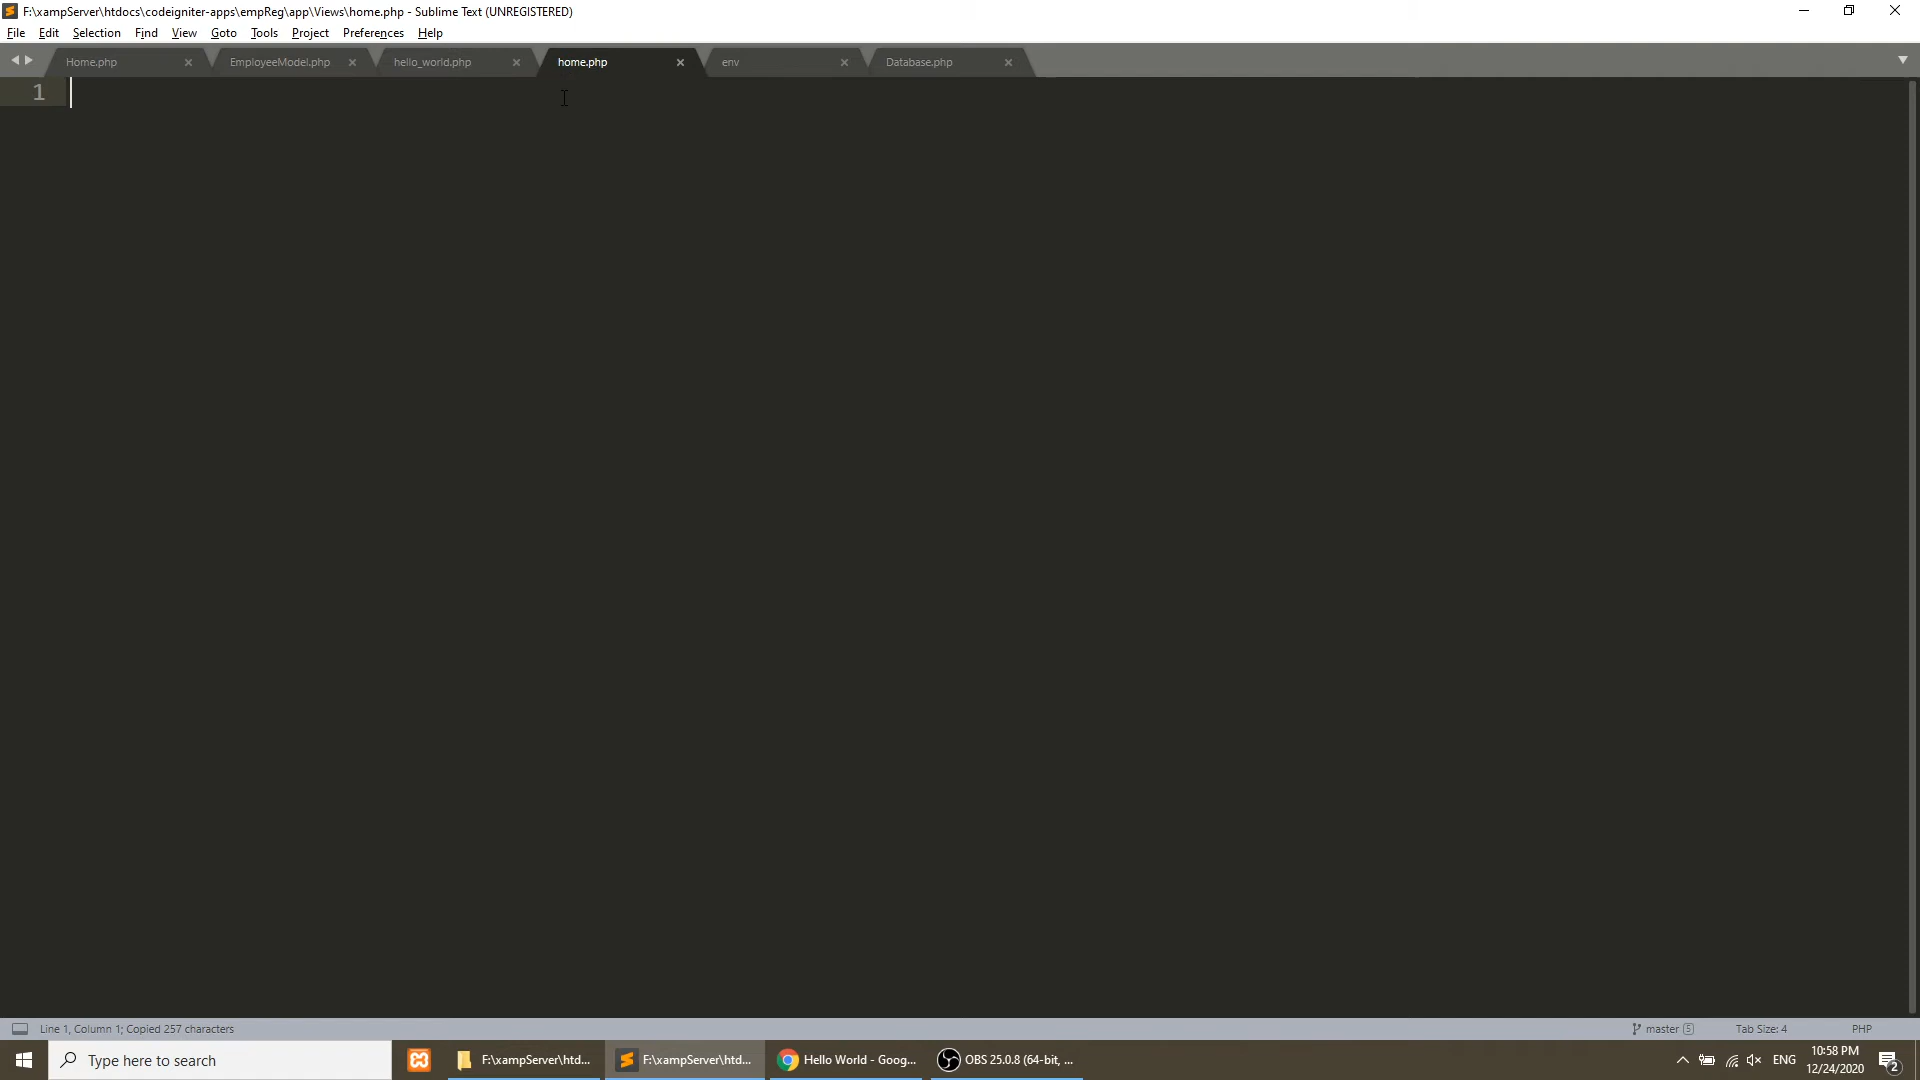 F:\xampServer\htdocs\codeigniter-apps\empReg\app\Views\home.php - Sublime Text (UNREGISTERED)
File Edit Selection Find View Goto Tools Project Preferences Help
Home.php EmployeeModel.php hello_world.php home.php env Database.php
1
Line 1, Column 1; Copied 257 characters master 5 Tab Size: 4 PHP
Type here to search F:\xampServer\htd... F:\xampServer\htd... Hello World - Goog... OBS 25.0.8 (64-bit, ... ENG 10:58 PM
12/24/2020 2